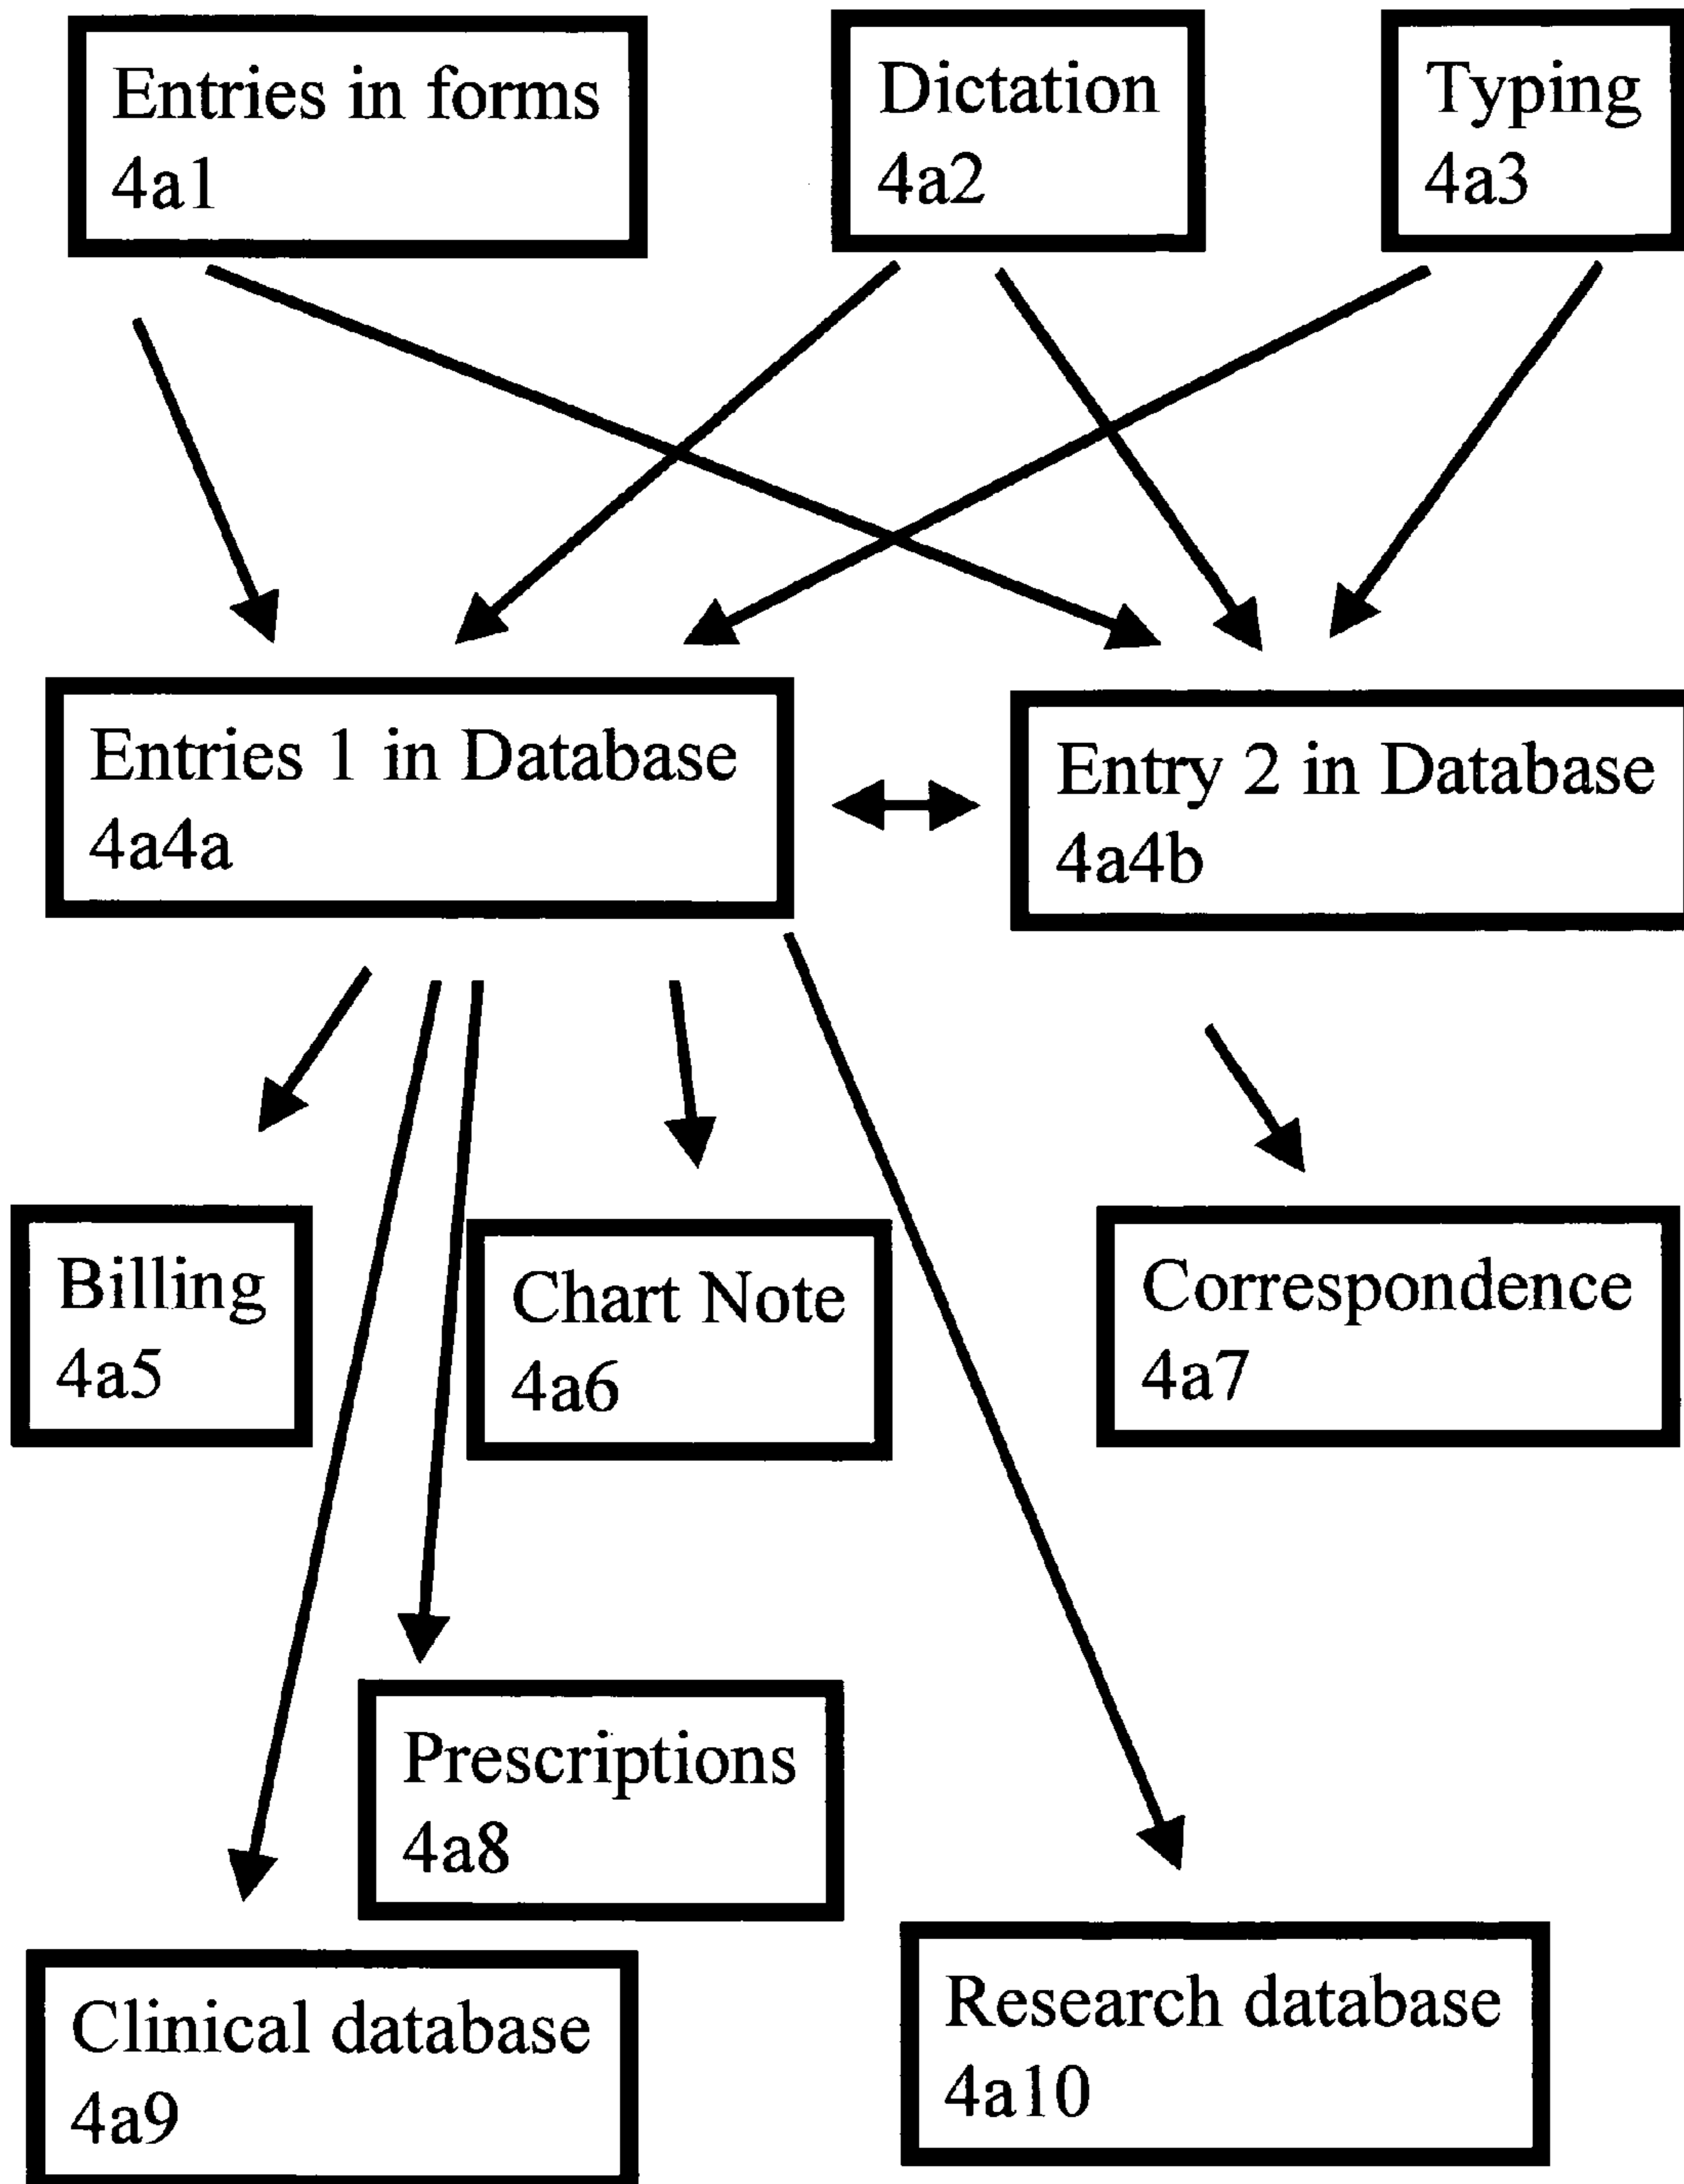 Entries in forms
4a1
Dictation
4a2
Typing
4a3
Entries 1 in Database
4a4a
Entry 2 in Database
4a4b
Billing
4a5
Chart Note
4a6
Correspondence
4a7
Prescriptions
4a8
Clinical database
4a9
Research database
4a10